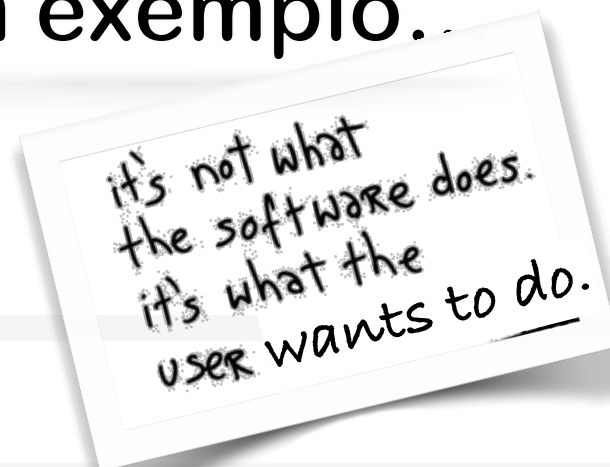 exemplo..
it's not what
the software does.
it's what the
user wants to do.